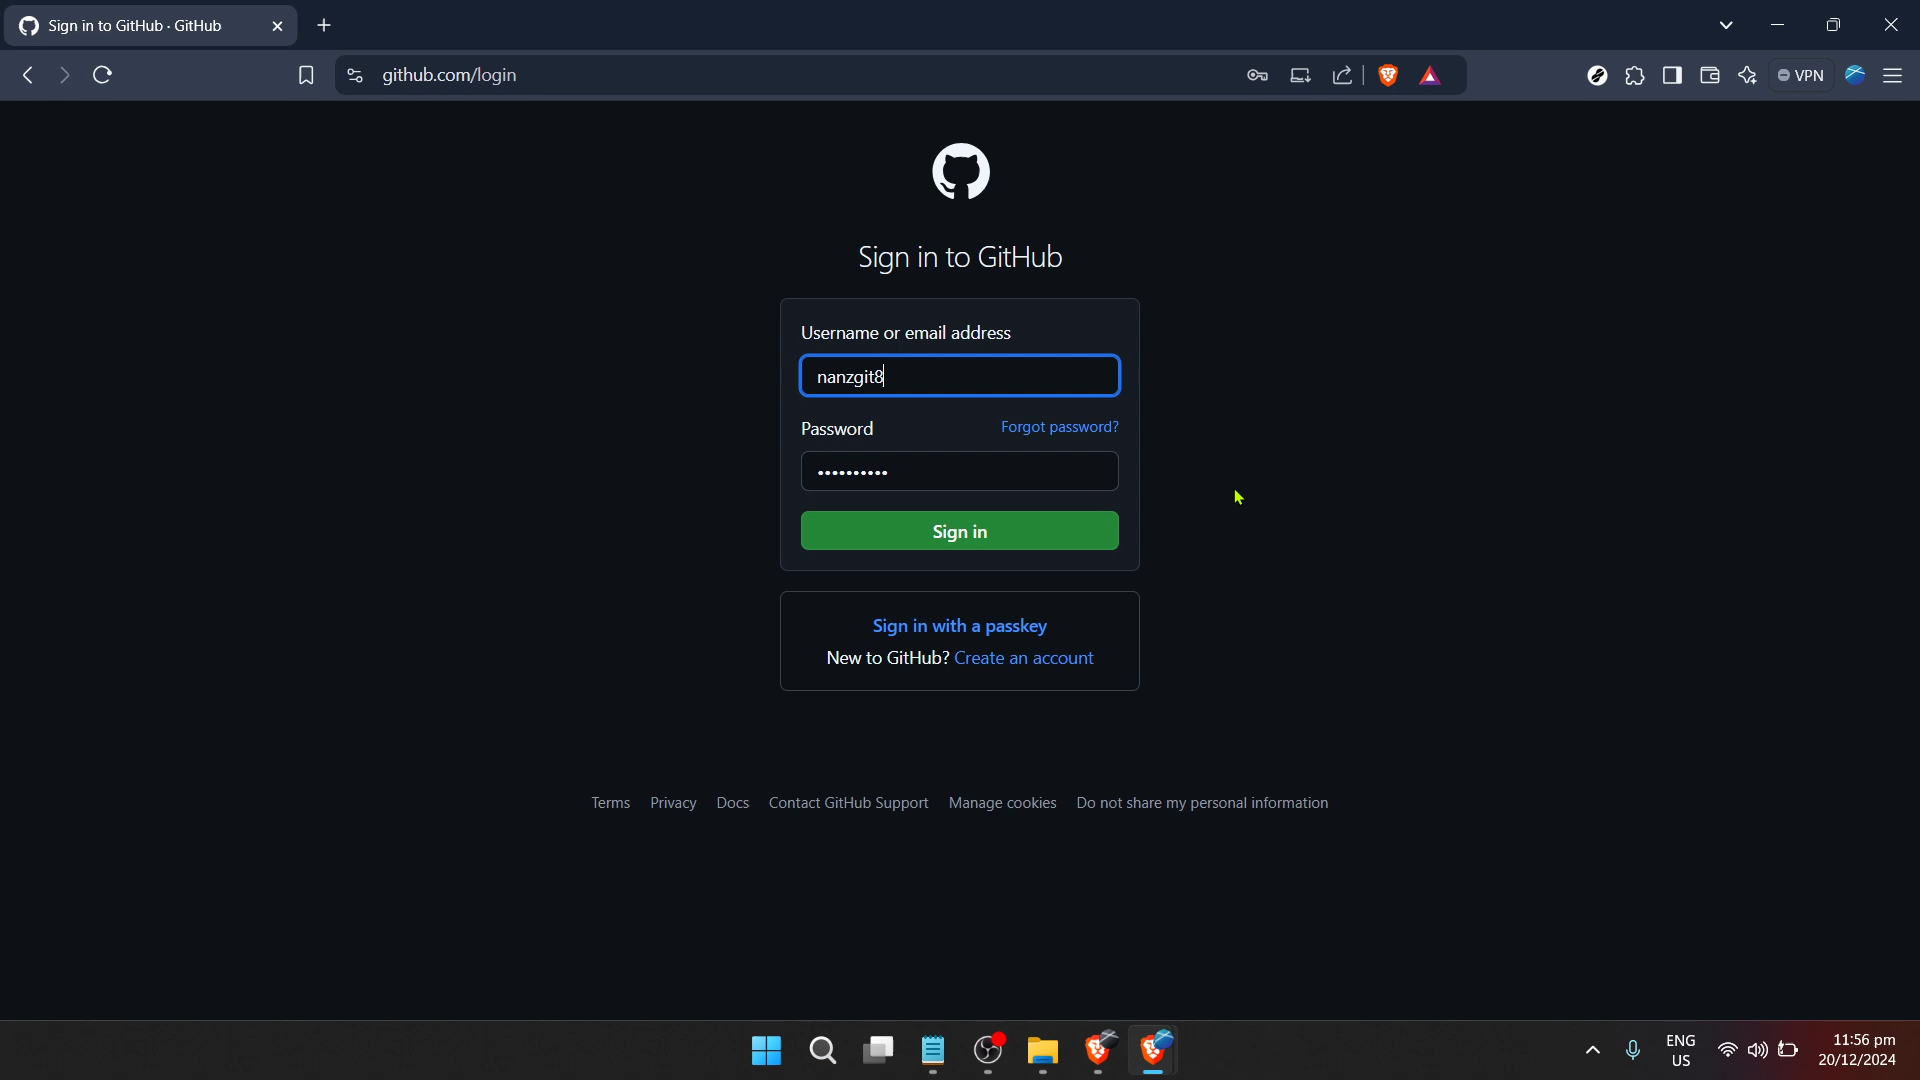 Sign in to GitHub · GitHub
github.com/login
VPN
Sign in to GitHub
Username or email address
nanzgit8
Password
Forgot password?
••••••••••
Sign in
Sign in with a passkey
New to GitHub? Create an account
Terms Privacy Docs Contact GitHub Support Manage cookies Do not share my personal information
ENG
US
11:56 pm
20/12/2024